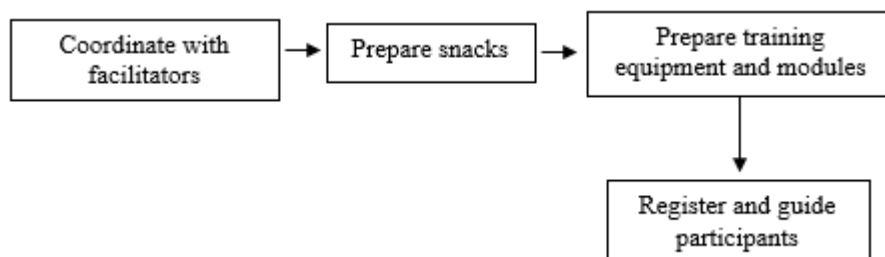 Coordinate with
facilitators
Prepare snacks
Prepare training
equipment and modules
Register and guide
participants